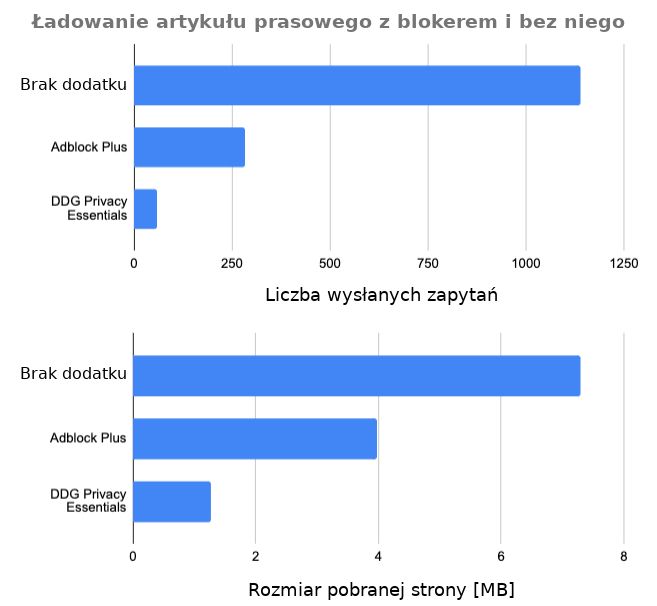 Ładowanie artykułu prasowego z blokerem i bez niego
Brak dodatku
Adblock Plus
DDG Privacy
Essentials
0 250 500 750 1000 1250
Liczba wysłanych zapytań
Brak dodatku
Adblock Plus
DDG Privacy
Essentials
0 2 4 6 8
Rozmiar pobranej strony [MB]